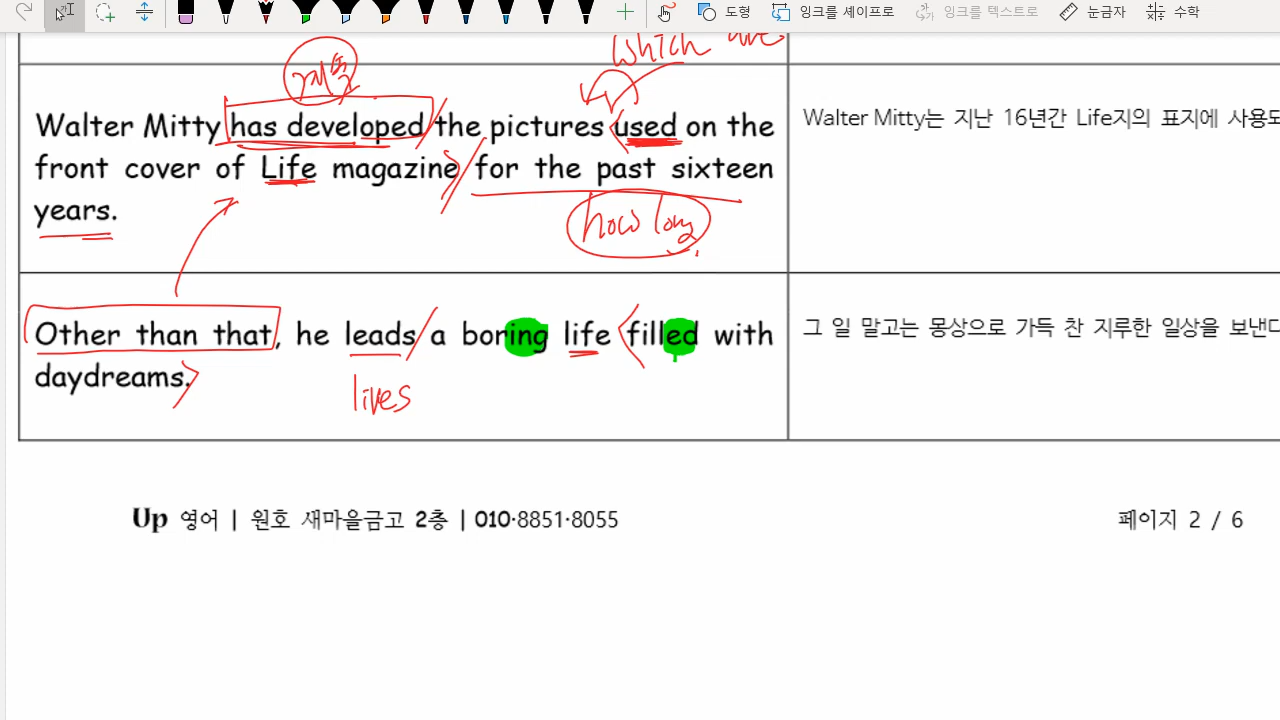 도형 잉크를 셰이프로 잉크를 텍스트로 눈금자 수학
which are
계속
Walter Mitty has developed the pictures used on the
front cover of Life magazine for the past sixteen
years.
how long
Walter Mitty는 지난 16년간 Life지의 표지에 사용되
Other than that, he leads a boring life filled with
daydreams.
lives
그 일 말고는 몽상으로 가득 찬 지루한 일상을 보낸다
Up 영어 | 원호 새마을금고 2층 | 010·8851·8055
페이지 2 / 6